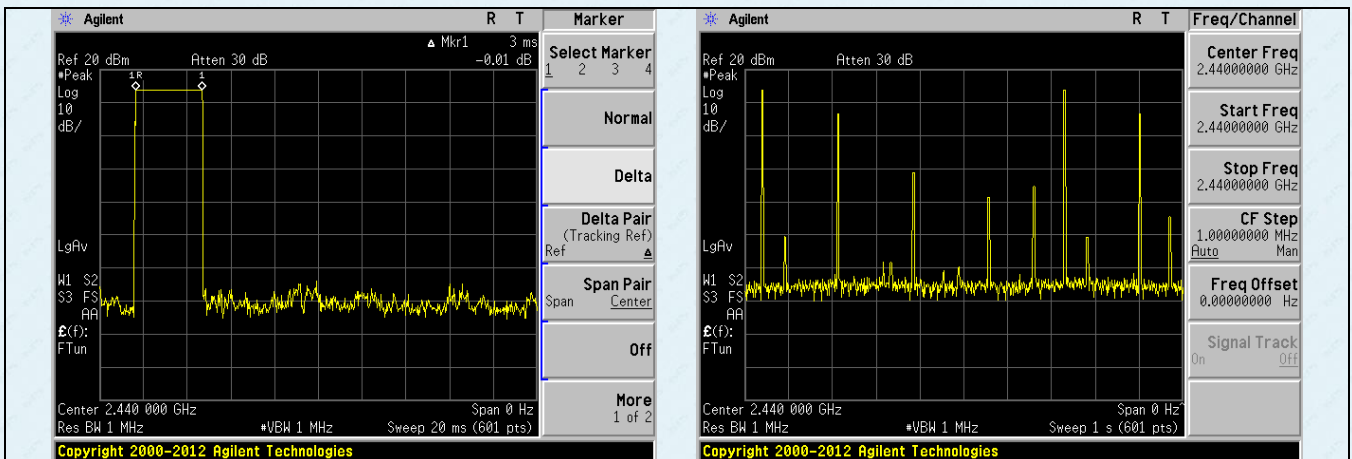 Agilent R T Marker
Δ Mkr1 3 ms
Ref 20 dBm Atten 30 dB -0.01 dB
#Peak
Log
10
dB/
1R 1
LgAv
W1 S2
S3 FS
AA
£(f):
FTun
Center 2.440 000 GHz Span 0 Hz
Res BW 1 MHz #VBW 1 MHz Sweep 20 ms (601 pts)
Copyright 2000-2012 Agilent Technologies
Select Marker
1 2 3 4
Normal
Delta
Delta Pair
(Tracking Ref)
Ref Δ
Span Pair
Span Center
Off
More
1 of 2
Agilent R T Freq/Channel
Ref 20 dBm Atten 30 dB
#Peak
Log
10
dB/
LgAv
W1 S2
S3 FS
AA
£(f):
FTun
Center 2.440 000 GHz Span 0 Hz^
Res BW 1 MHz #VBW 1 MHz Sweep 1 s (601 pts)
Copyright 2000-2012 Agilent Technologies
Center Freq
2.44000000 GHz
Start Freq
2.44000000 GHz
Stop Freq
2.44000000 GHz
CF Step
1.00000000 MHz
Auto Man
Freq Offset
0.00000000 Hz
Signal Track
On Off